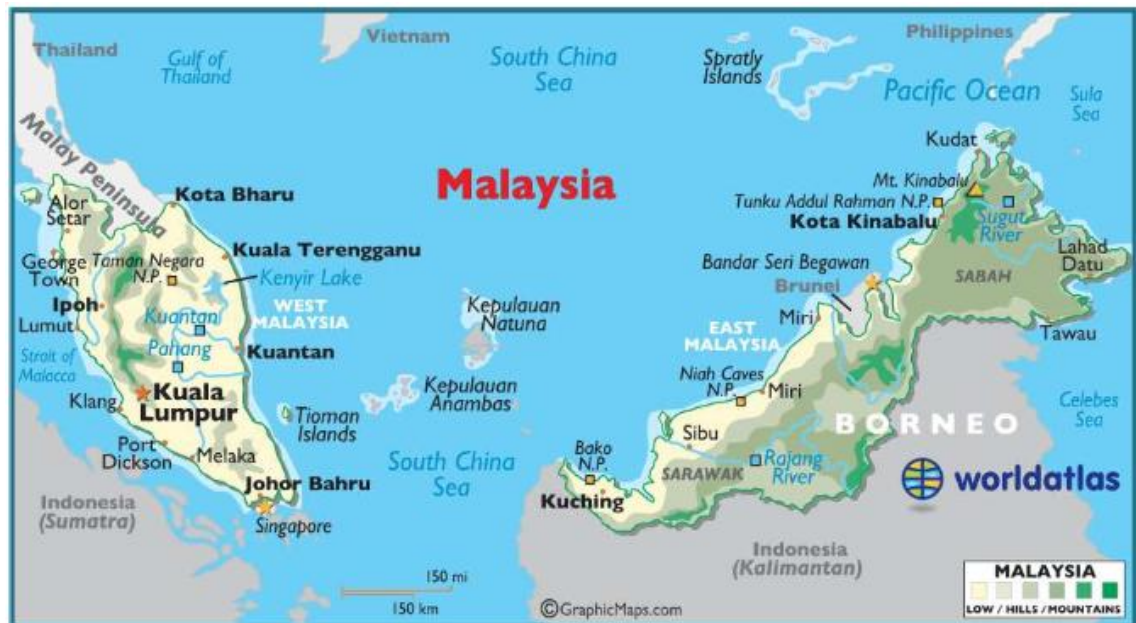 Thailand
Gulf of
Thailand
Vietnam
South China
Sea
Spratly
Islands
Philippines
Pacific Ocean
Sula
Sea
Malay Peninsula
Malaysia
Kudat
Mt. Kinabalu
Tunku Addul Rahman N.P.
Kota Kinabalu
Sugut
River
Alor
Setar
Kota Bharu
George
Town
Taman Negara
N.P.
Kuala Terengganu
Kenyir Lake
Bandar Seri Begawan
Brunei
SABAH
Lahad
Datu
Ipoh
Lumut
Kuantan
WEST
MALAYSIA
Kepulauan
Natuna
EAST
MALAYSIA
Miri
Tawau
Strait of
Malacca
Pahang
Kuantan
Niah Caves
N.P.
Miri
Celebes
Sea
Klang
Kuala
Lumpur
Tioman
Islands
Kepulauan
Anambas
BORNEO
Port
Dickson
Melaka
Sibu
Bako
N.P.
SARAWAK
Rajang
River
worldatlas
Johor Bahru
South China
Sea
Kuching
Indonesia
(Sumatra)
Singapore
Indonesia
(Kalimantan)
150 mi
150 km
©GraphicMaps.com
MALAYSIA
LOW / HILLS / MOUNTAINS